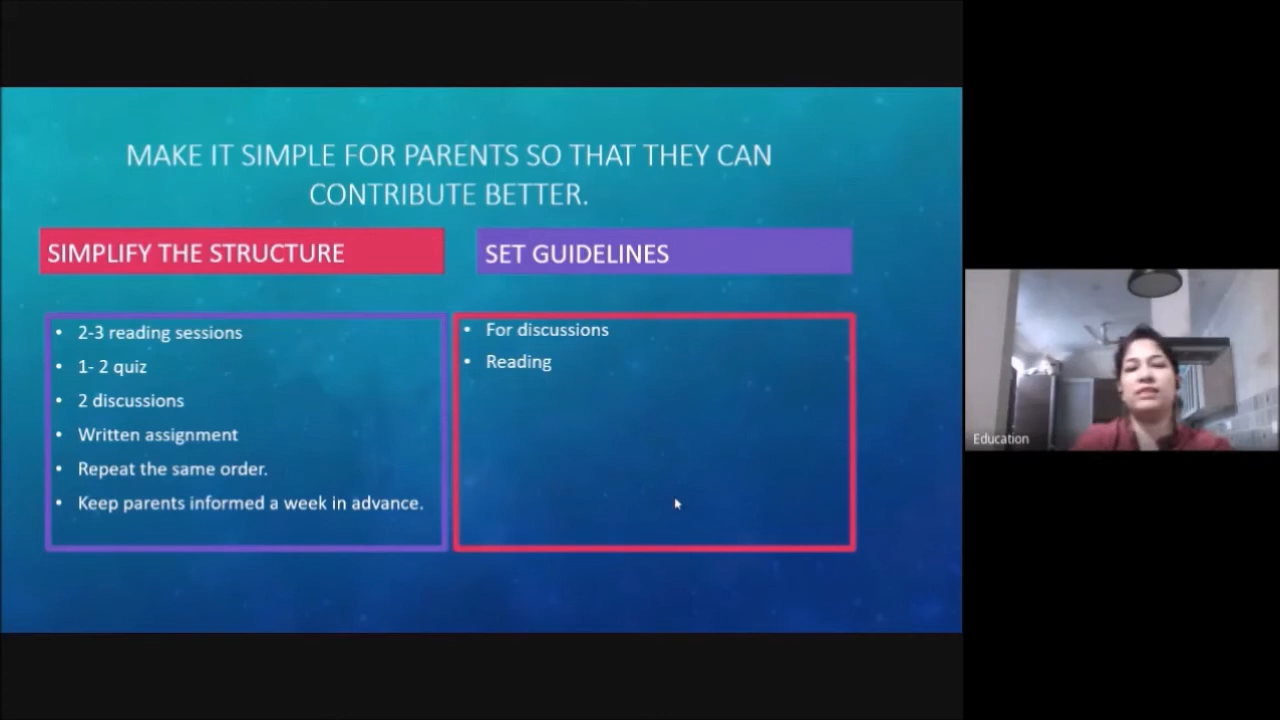 MAKE IT SIMPLE FOR PARENTS SO THAT THEY CAN
CONTRIBUTE BETTER.
SIMPLIFY THE STRUCTURE
• 2-3 reading sessions
• 1- 2 quiz
• 2 discussions
• Written assignment
• Repeat the same order.
• Keep parents informed a week in advance.
SET GUIDELINES
• For discussions
• Reading
Education